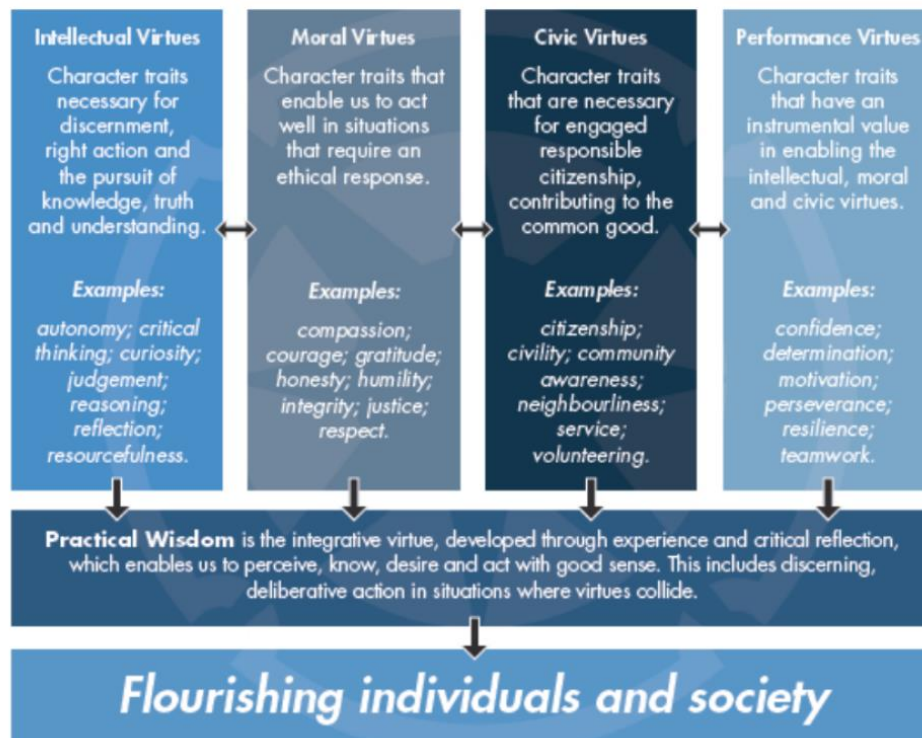 Intellectual Virtues
Character traits
necessary for
discernment,
right action and
the pursuit of
knowledge, truth
and understanding.
Examples:
autonomy; critical
thinking; curiosity;
judgement;
reasoning;
reflection;
resourcefulness.
Moral Virtues
Character traits that
enable us to act
well in situations
that require an
ethical response.
Examples:
compassion;
courage; gratitude;
honesty; humility;
integrity; justice;
respect.
Civic Virtues
Character traits
that are necessary
for engaged
responsible
citizenship,
contributing to the
common good.
Examples:
citizenship;
civility; community
awareness;
neighbourliness;
service;
volunteering.
Performance Virtues
Character traits
that have an
instrumental value
in enabling the
intellectual, moral
and civic virtues.
Examples:
confidence;
determination;
motivation;
perseverance;
resilience;
teamwork.
Practical Wisdom is the integrative virtue, developed through experience and critical reflection,
which enables us to perceive, know, desire and act with good sense. This includes discerning,
deliberative action in situations where virtues collide.
Flourishing individuals and society